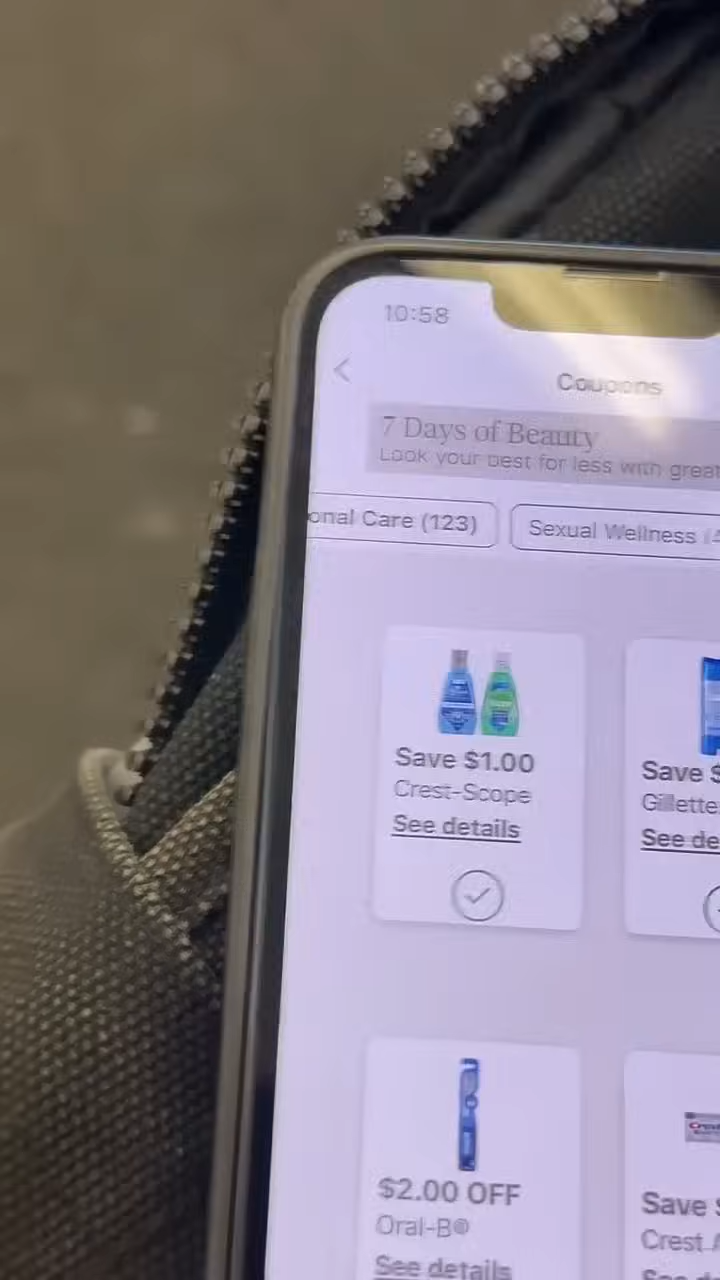 10:58
Coupons
7 Days of Beauty
Look your best for less with great
onal Care (123)
Sexual Wellness (4
Save $1.00
Crest-Scope
See details
Save $
Gillette
See de
$2.00 OFF
Oral-B®
See details
Save $
Crest A